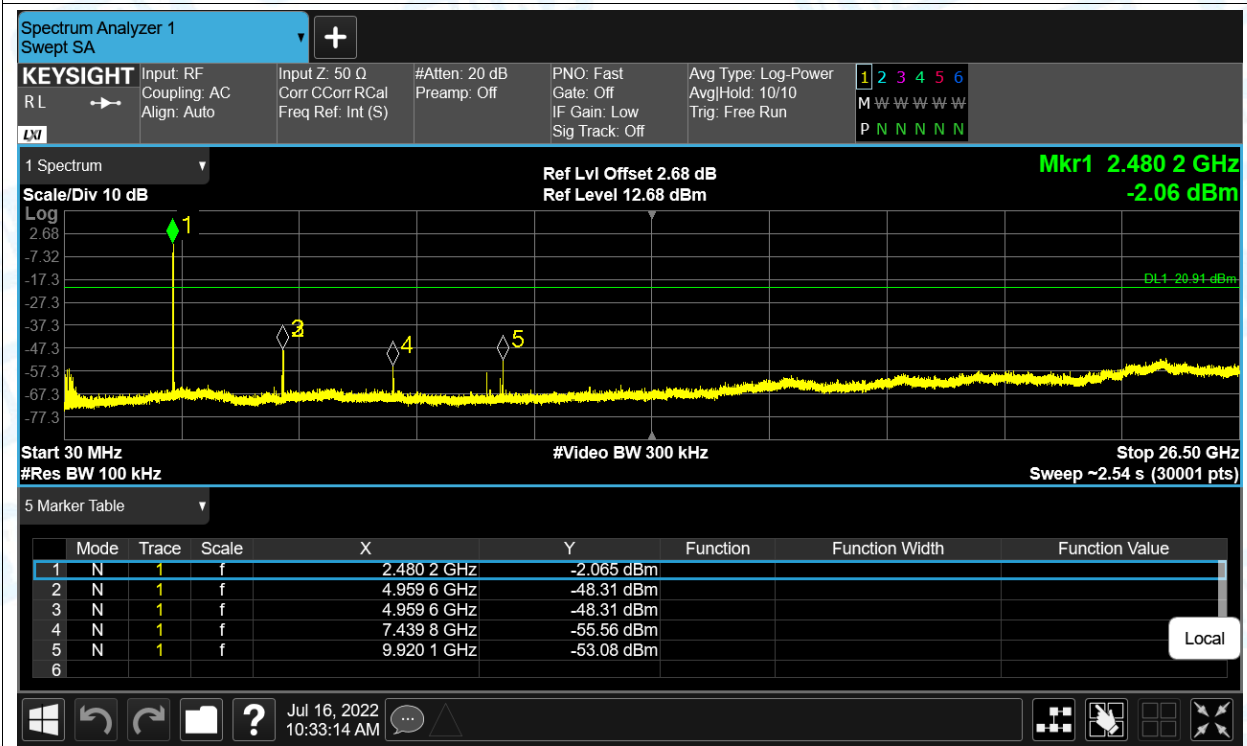 Spectrum Analyzer 1
Swept SA
KEYSIGHT
R L
LXI
Input: RF
Coupling: AC
Align: Auto
Input Z: 50 Ω
Corr CCorr RCal
Freq Ref: Int (S)
#Atten: 20 dB
Preamp: Off
PNO: Fast
Gate: Off
IF Gain: Low
Sig Track: Off
Avg Type: Log-Power
Avg|Hold: 10/10
Trig: Free Run
1 2 3 4 5 6
M W W W W W
P N N N N N
1 Spectrum
Scale/Div 10 dB
Ref Lvl Offset 2.68 dB
Ref Level 12.68 dBm
Mkr1 2.480 2 GHz
-2.06 dBm
Log
2.68
-7.32
-17.3
-27.3
-37.3
-47.3
-57.3
-67.3
-77.3
1
3
4
5
DL1 -20.91 dBm
Start 30 MHz
#Video BW 300 kHz
Stop 26.50 GHz
#Res BW 100 kHz
Sweep ~2.54 s (30001 pts)
5 Marker Table
Mode Trace Scale X Y Function Function Width Function Value
1 N 1 f 2.480 2 GHz -2.065 dBm
2 N 1 f 4.959 6 GHz -48.31 dBm
3 N 1 f 4.959 6 GHz -48.31 dBm
4 N 1 f 7.439 8 GHz -55.56 dBm
5 N 1 f 9.920 1 GHz -53.08 dBm
6
Local
?
Jul 16, 2022
10:33:14 AM